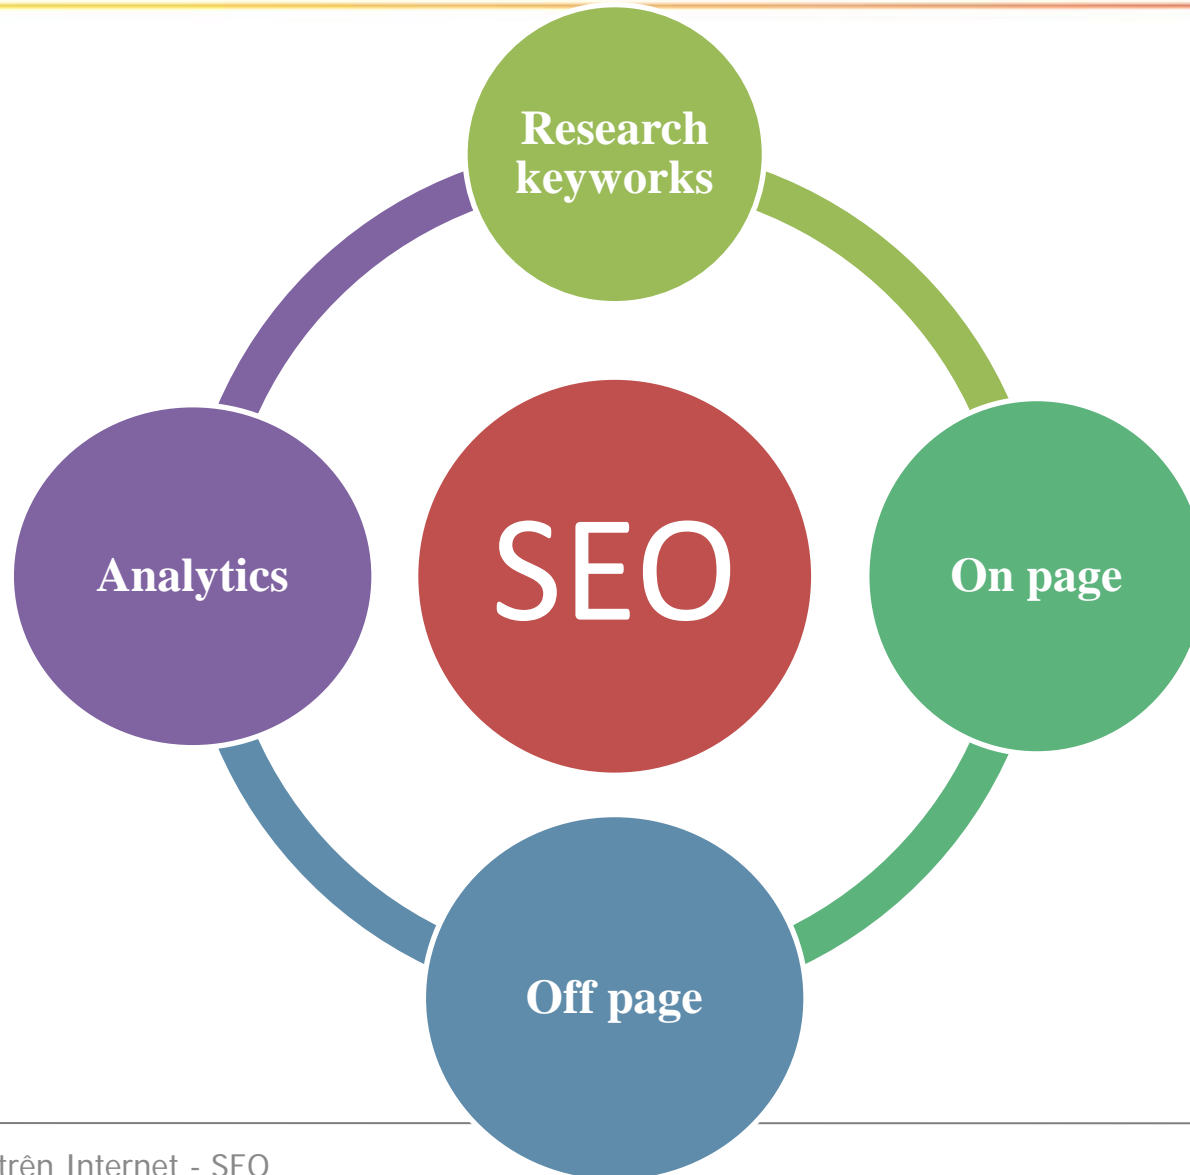 Research
keyworks
Analytics
SEO
On page
Off page
trên Internet - SEO